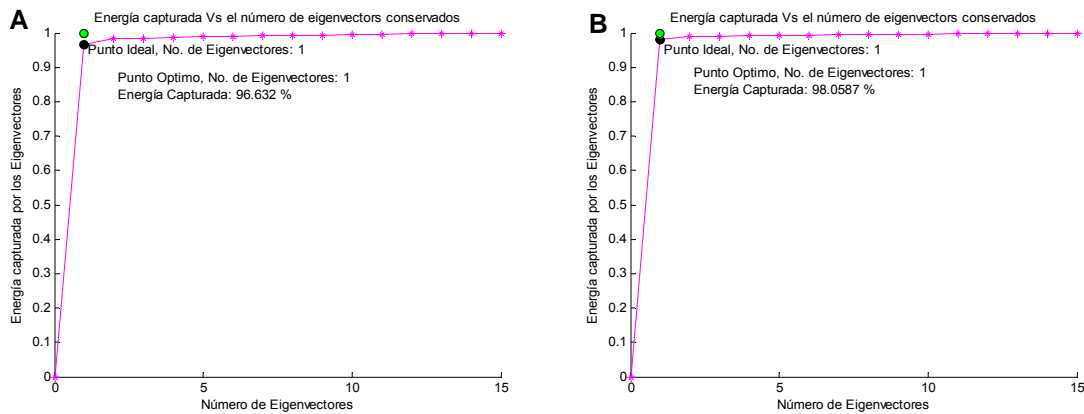 A
Energía capturada Vs el número de eigenvectors conservados
1
0.9
0.8
0.7
0.6
0.5
0.4
0.3
0.2
0.1
0
Energía capturada por los Eigenvectores
Punto Ideal, No. de Eigenvectores: 1
Punto Optimo, No. de Eigenvectores: 1
Energía Capturada: 96.632 %
0 5 10 15
Número de Eigenvectores
B
Energía capturada Vs el número de eigenvectors conservados
1
0.9
0.8
0.7
0.6
0.5
0.4
0.3
0.2
0.1
0
Energía capturada por los Eigenvectores
Punto Ideal, No. de Eigenvectores: 1
Punto Optimo, No. de Eigenvectores: 1
Energía Capturada: 98.0587 %
0 5 10 15
Número de Eigenvectores